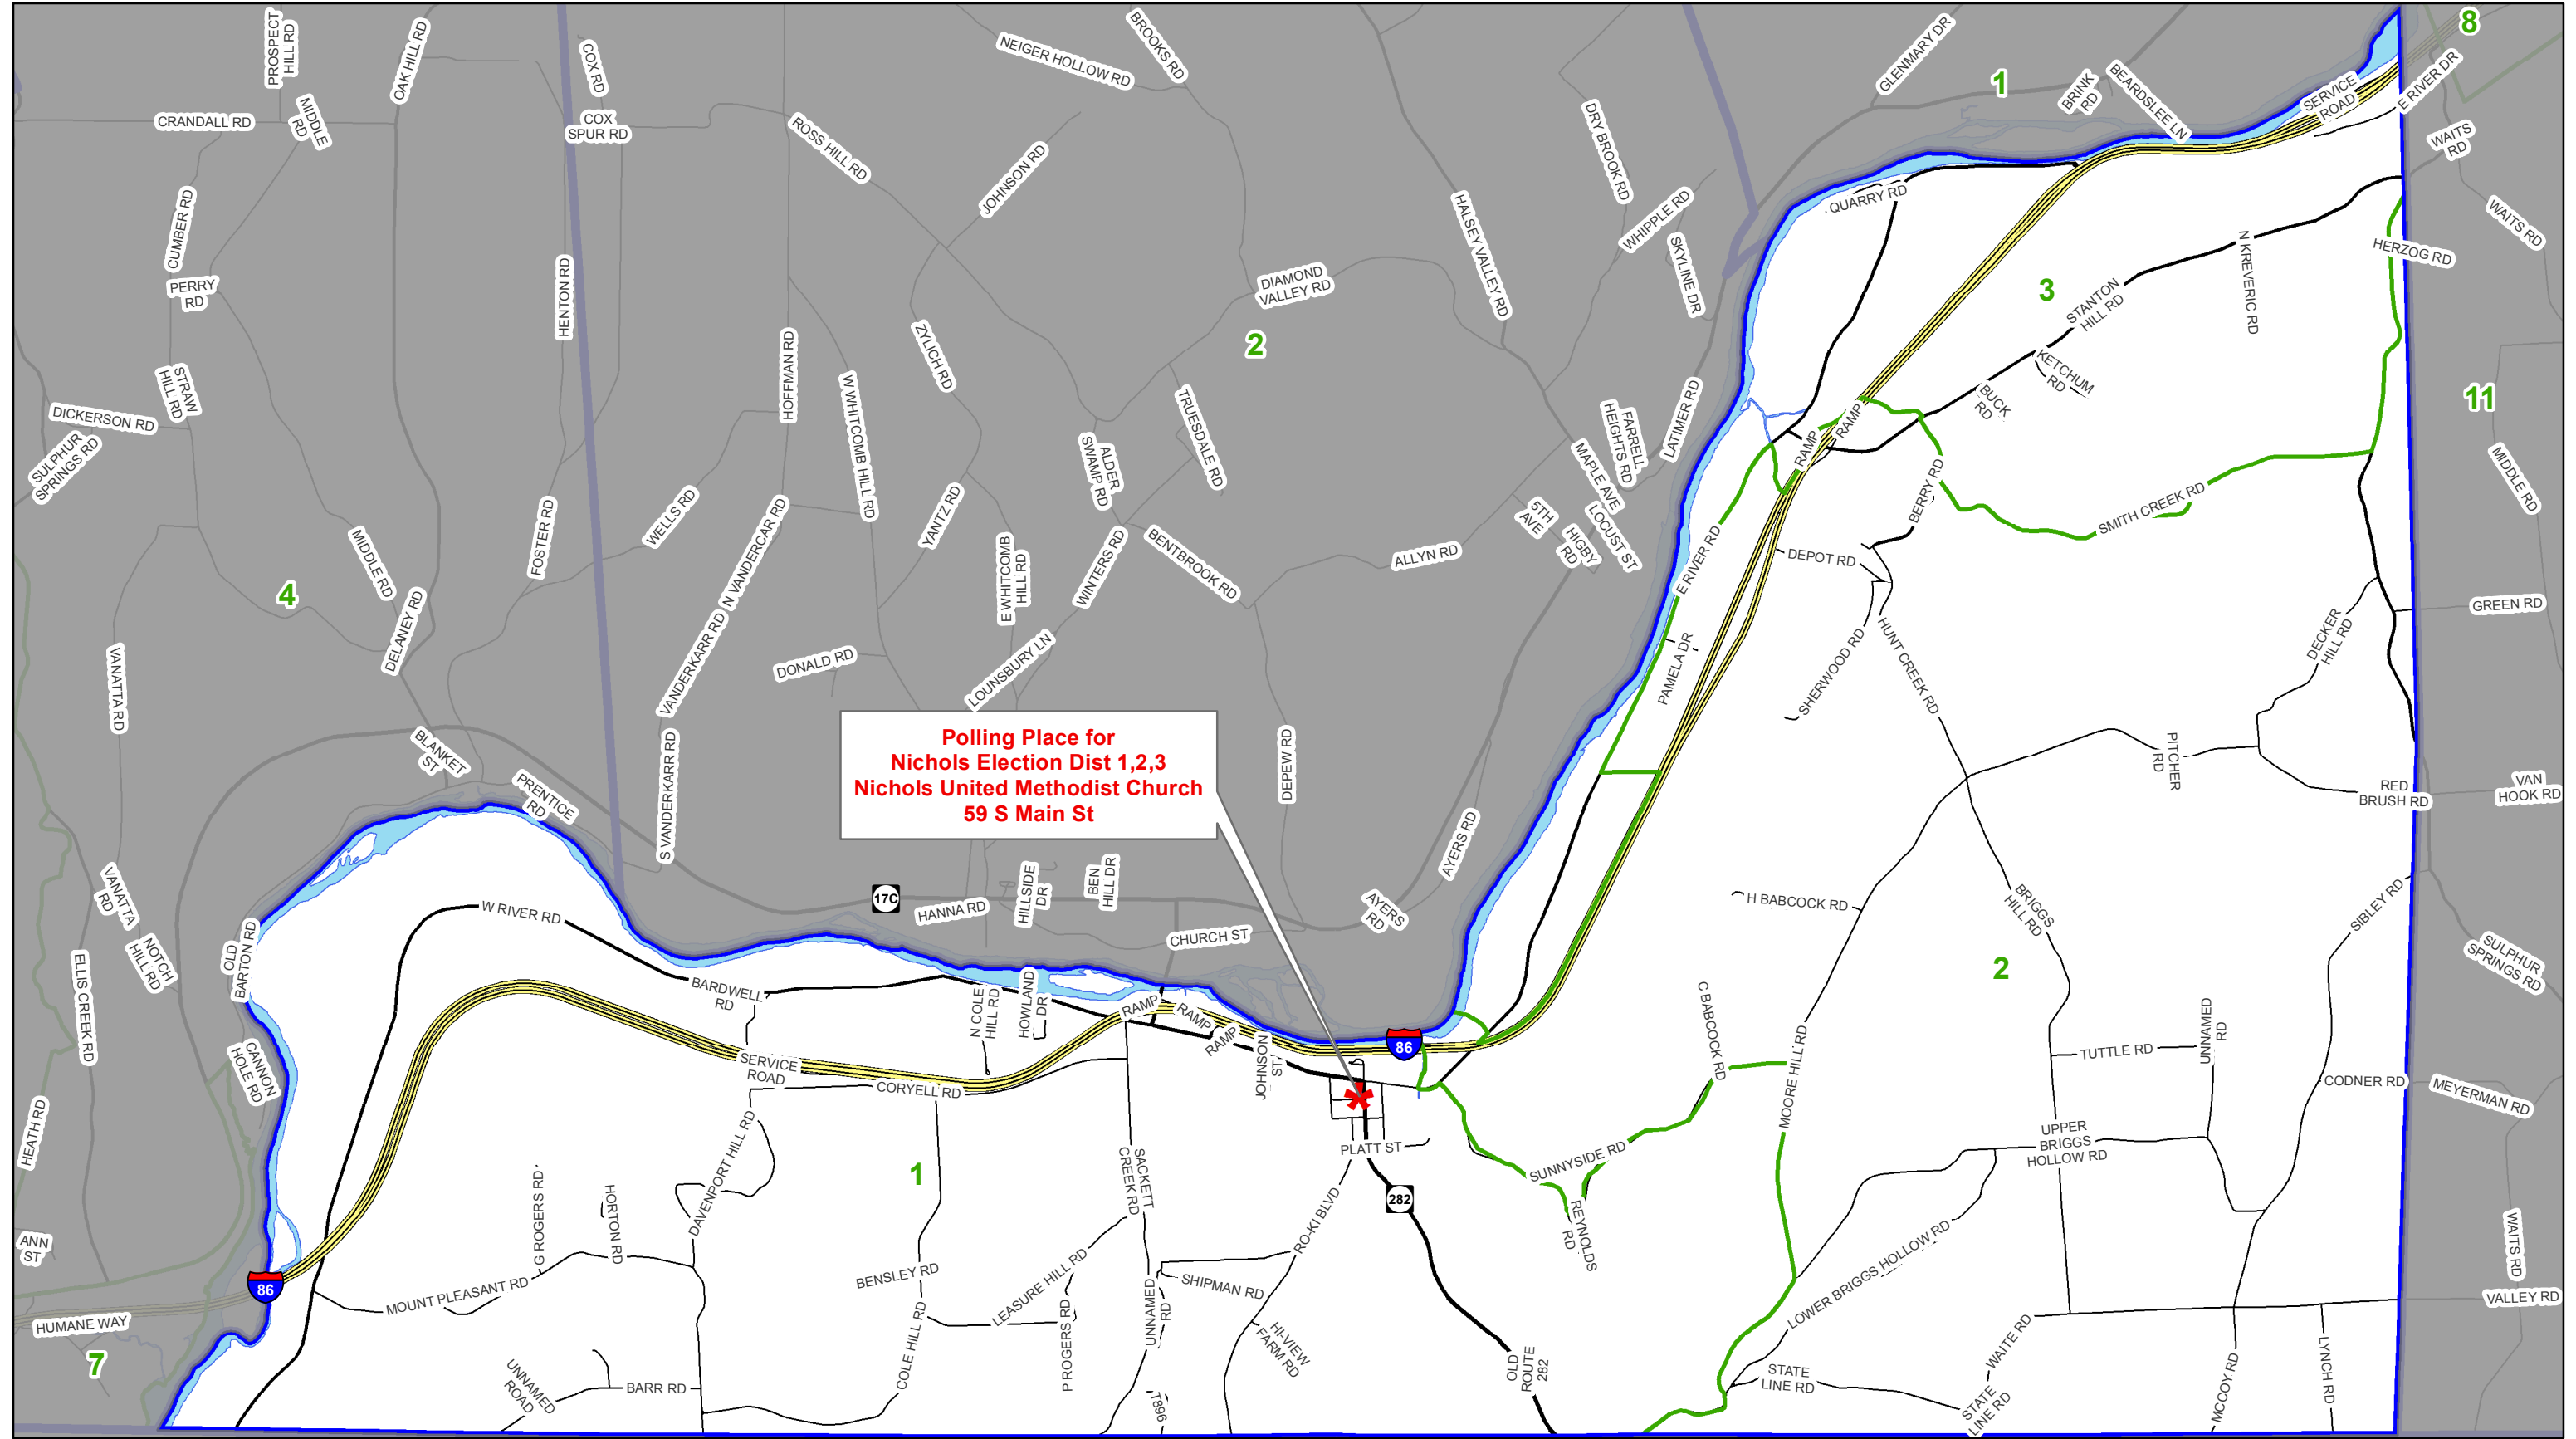 PROSPECT
HILL RD
OAK HILL RD
COX RD
NEIGER HOLLOW RD
BROOKS RD
GLENMARY DR
8
1
BRINK
RD
BEARDSLEE LN
SERVICE
ROAD
E RIVER DR
CRANDALL RD
MIDDLE
RD
COX
SPUR RD
ROSS HILL RD
JOHNSON RD
DRY BROOK RD
WAITS
RD
CUMBER RD
HALSEY VALLEY RD
WHIPPLE RD
QUARRY RD
WAITS RD
PERRY
RD
HENTON RD
DIAMOND
VALLEY RD
SKYLINE DR
3
STANTON
HILL RD
N KREVERIC RD
HERZOG RD
2
STRAW
HILL RD
HOFFMAN RD
ZYLICH RD
KETCHUM
RD
BUCK
RD
11
DICKERSON RD
W WHITCOMB HILL RD
TRUESDALE RD
FARRELL
HEIGHTS RD
LATIMER RD
RAMP
RAMP
SULPHUR
SPRINGS RD
ALDER
SWAMP RD
MAPLE AVE
BERRY RD
SMITH CREEK RD
MIDDLE RD
FOSTER RD
WELLS RD
N VANDERCAR RD
YANTZ RD
5TH
AVE
LOCUST ST
HIGBY
RD
MIDDLE RD
E WHITCOMB
HILL RD
WINTERS RD
BENTBROOK RD
ALLYN RD
E RIVER RD
DEPOT RD
4
DELANEY RD
GREEN RD
VANATTA RD
VANDERKARR RD
DONALD RD
LOUNSBURY LN
PAMELA DR
SHERWOOD RD
HUNT CREEK RD
DECKER
HILL RD
BLANKET
ST
PRENTICE
RD
S VANDERKARR RD
Polling Place for
Nichols Election Dist 1,2,3
Nichols United Methodist Church
59 S Main St
DEPEW RD
AYERS RD
PITCHER
RD
RED
BRUSH RD
VAN
HOOK RD
VANATTA
RD
W RIVER RD
17C
HANNA RD
HILLSIDE
DR
BEN
HILL DR
AYERS
RD
CHURCH ST
H BABCOCK RD
BRIGGS
HILL RD
SIBLEY RD
OLD
BARTON RD
NOTCH
HILL RD
ELLIS CREEK RD
BARDWELL
RD
N COLE
HILL RD
HOWLAND
DR
RAMP
RAMP
RAMP
JOHNSON
ST
86
C BABCOCK RD
MOORE HILL RD
2
SULPHUR
SPRINGS RD
UNNAMED
RD
TUTTLE RD
CODNER RD
MEYERMAN RD
CANNON
HOLE RD
SERVICE
ROAD
CORYELL RD
HEATH RD
PLATT ST
SUNNYSIDE RD
UPPER
BRIGGS
HOLLOW RD
1
SACKETT
CREEK RD
DAVENPORT HILL RD
282
REYNOLDS
RD
ANN
ST
G ROGERS RD
HORTON RD
RO-KI BLVD
WAITS RD
86
MOUNT PLEASANT RD
BENSLEY RD
LEASURE HILL RD
SHIPMAN RD
LOWER BRIGGS HOLLOW RD
VALLEY RD
HUMANE WAY
7
COLE HILL RD
P ROGERS RD
UNNAMED
RD
HI-VIEW
FARM RD
OLD
ROUTE
282
WAITE RD
UNNAMED
ROAD
BARR RD
T896
STATE
LINE RD
STATE
LINE RD
MCCOY RD
LYNCH RD